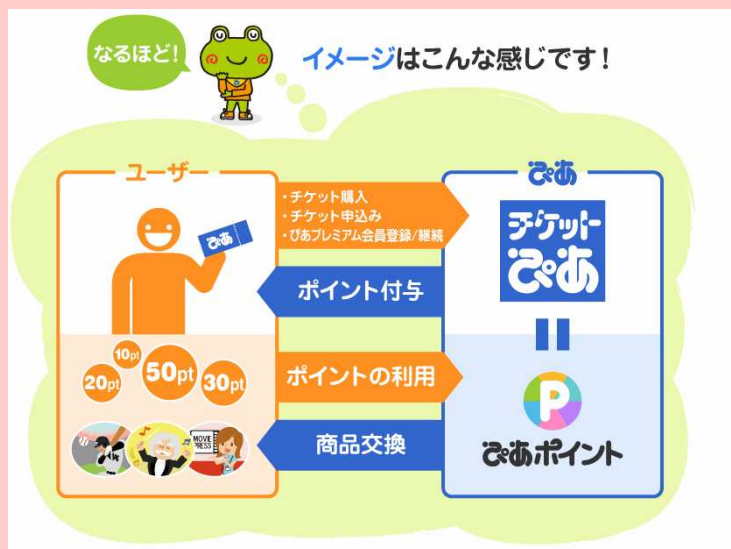 なるほど!
イメージはこんな感じです!
ユーザー
ぴあ
・チケット購入
・チケット申込み
・ぴあプレミアム会員登録/継続
ぴあ
チケット
ぴあ
ポイント付与
10pt
20pt
50pt
30pt
ポイントの利用
P
MOVIE
PRESS
商品交換
ぴあポイント